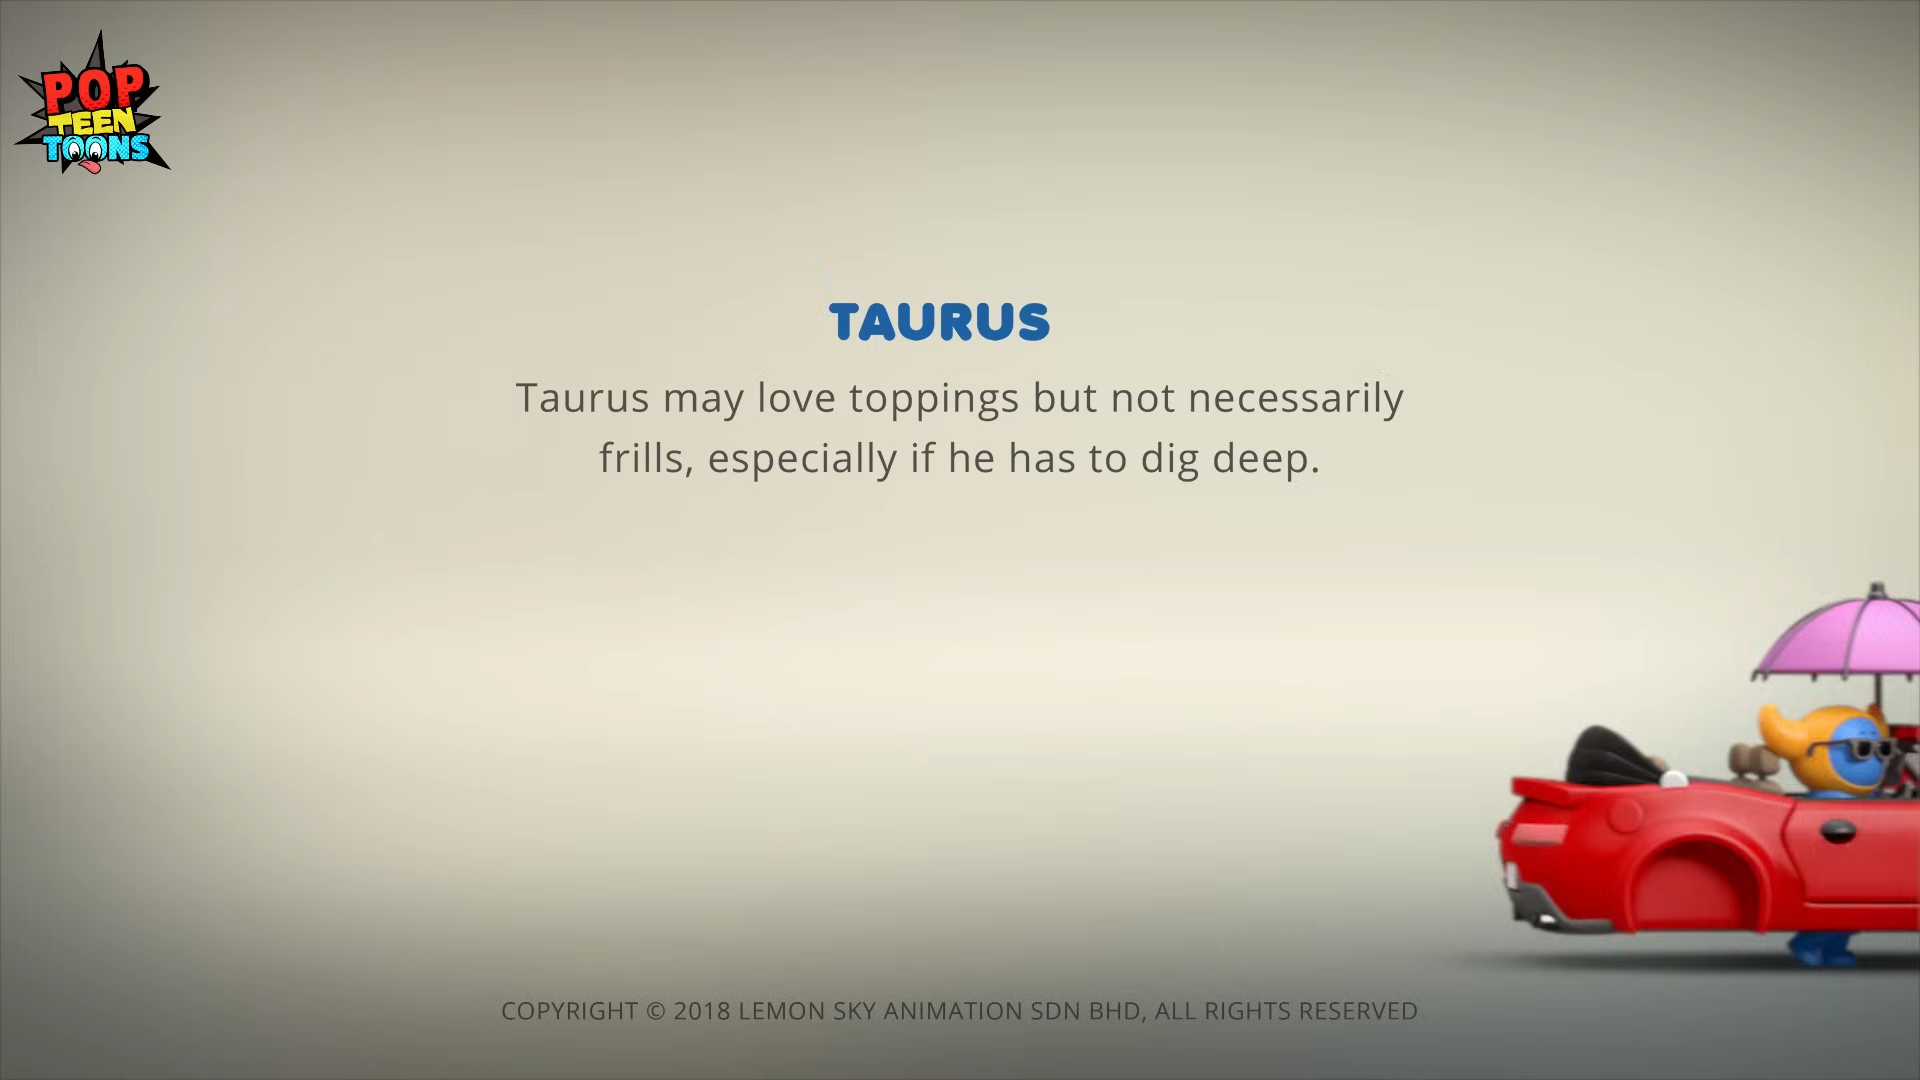 POP
TEEN
TOONS
TAURUS
Taurus may love toppings but not necessarily
frills, especially if he has to dig deep.
COPYRIGHT © 2018 LEMON SKY ANIMATION SDN BHD, ALL RIGHTS RESERVED